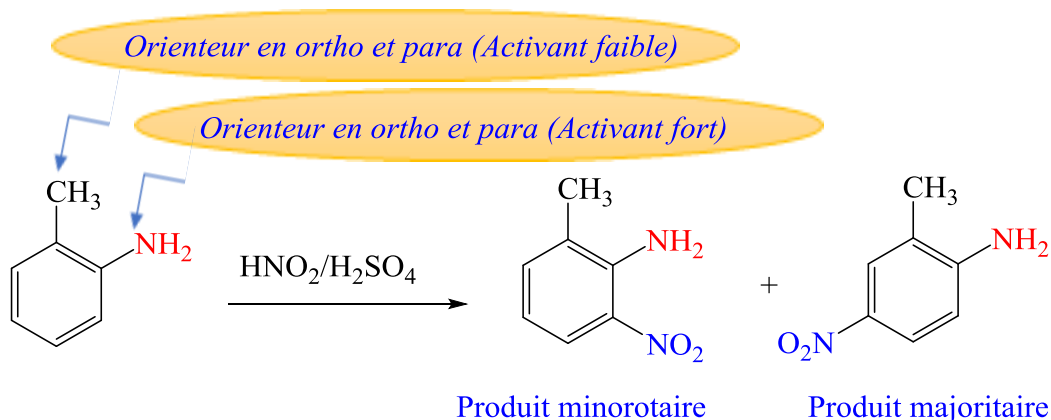 Orienteur en ortho et para (Activant faible)
Orienteur en ortho et para (Activant fort)
CH₃
NH₂
HNO₂/H₂SO₄
CH₃
NH₂
NO₂
+
CH₃
NH₂
O₂N
Produit minorotaire
Produit majoritaire